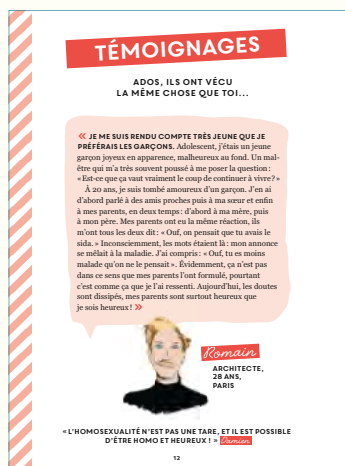 TÉMOIGNAGES
ADOS, ILS ONT VÉCU
LA MÊME CHOSE QUE TOI...
« JE ME SUIS RENDU COMPTE TRÈS JEUNE QUE JE
PRÉFÉRAIS LES GARÇONS. Adolescent, j'étais un jeune
garçon joyeux en apparence, malheureux au fond. Un mal-
être qui m'a très souvent poussé à me poser la question :
« Est-ce que ça vaut vraiment le coup de continuer à vivre ? »
À 20 ans, je suis tombé amoureux d'un garçon. J'en ai
d'abord parlé à des amis proches puis à ma sœur et enfin
à mes parents, en deux temps : d'abord à ma mère, puis
à mon père. Mes parents ont eu la même réaction, ils
m'ont tous les deux dit : « Ouf, on pensait que tu avais le
sida. » Inconsciemment, les mots étaient là : mon annonce
se mêlait à la maladie. J'ai compris : « Ouf, tu es moins
malade qu'on ne le pensait ». Évidemment, ça n'est pas
dans ce sens que mes parents l'ont formulé, pourtant
c'est comme ça que je l'ai ressenti. Aujourd'hui, les doutes
sont dissipés, mes parents sont surtout heureux que
je sois heureux ! »
Romain
ARCHITECTE,
28 ANS,
PARIS
« L'HOMOSEXUALITÉ N'EST PAS UNE TARE, ET IL EST POSSIBLE
D'ÊTRE HOMO ET HEUREUX ! » Damien
12